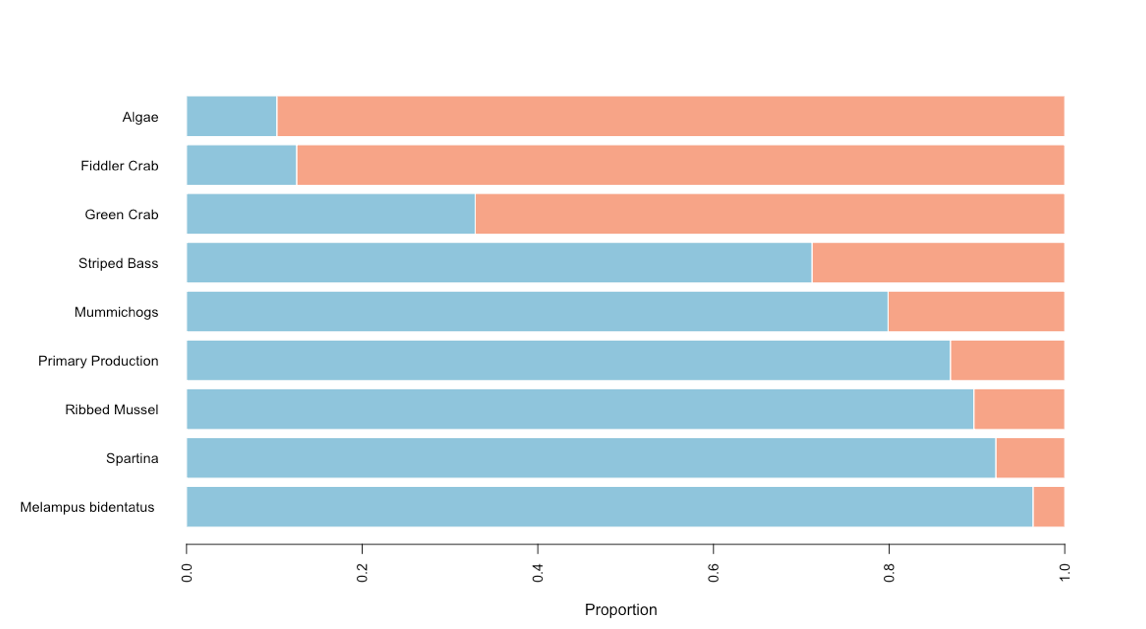 Algae
Fiddler Crab
Green Crab
Striped Bass
Mummichogs
Primary Production
Ribbed Mussel
Spartina
Melampus bidentatus
0.0 0.2 0.4 0.6 0.8 1.0
Proportion